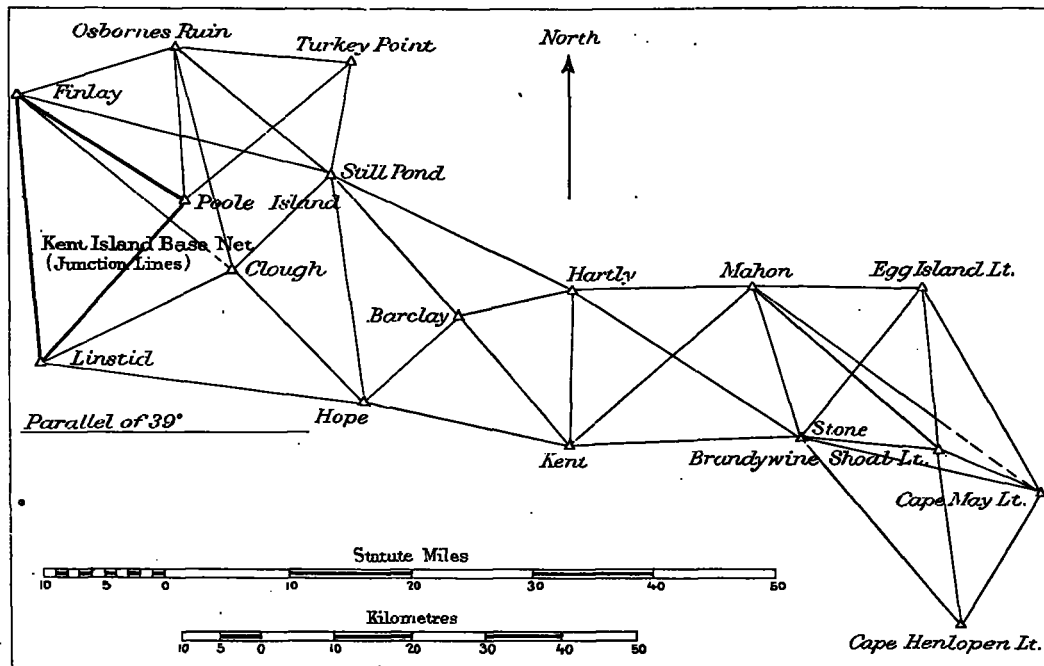 Osbornes Ruin
Turkey Point
North
Finlay
Still Pond
Poole Island
Kent Island Base Net
(Junction Lines)
Clough
Hartly
Mahon
Egg Island Lt.
Barclay
Linstid
Hope
Parallel of 39°
Stone
Kent
Brandywine Shoal Lt.
Cape May Lt.
Statute Miles
10 5 0 10 20 30 40 50
Kilometres
10 5 0 10 20 30 40 50
Cape Henlopen Lt.